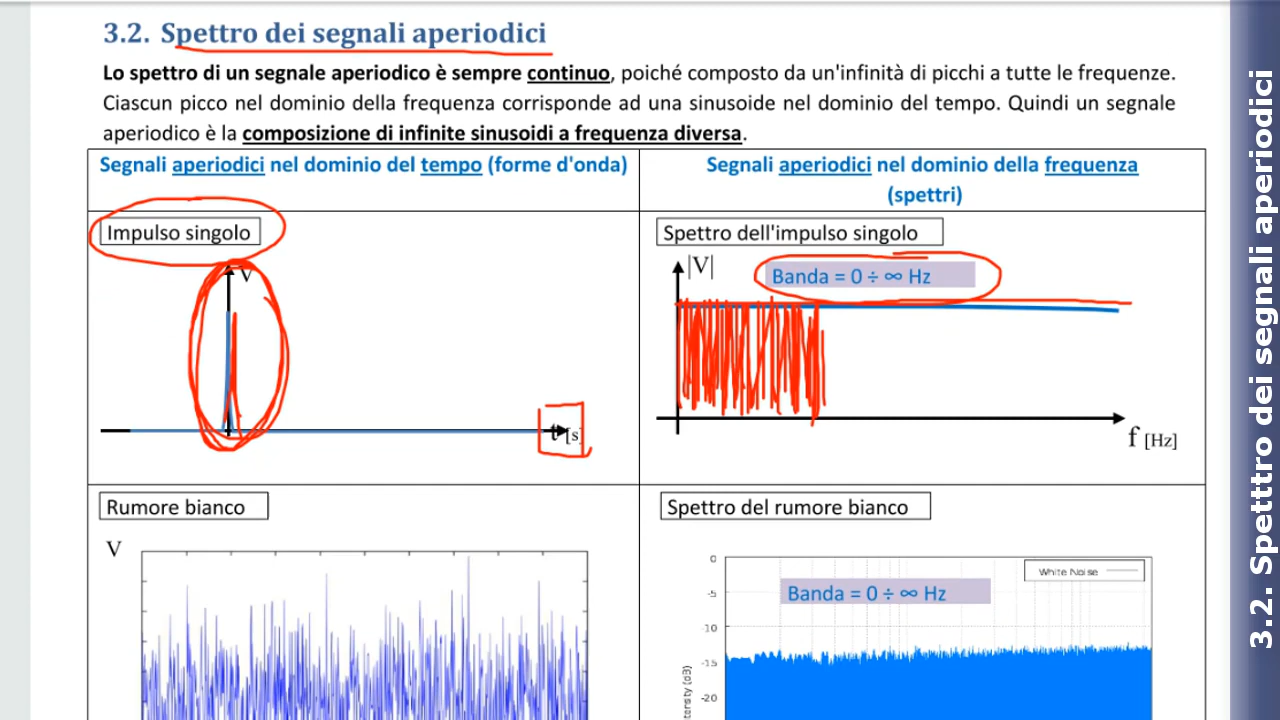 3.2. Spettro dei segnali aperiodici
Lo spettro di un segnale aperiodico è sempre continuo, poiché composto da un'infinità di picchi a tutte le frequenze.
Ciascun picco nel dominio della frequenza corrisponde ad una sinusoide nel dominio del tempo. Quindi un segnale
aperiodico è la composizione di infinite sinusoidi a frequenza diversa.
Segnali aperiodici nel dominio del tempo (forme d'onda)
Segnali aperiodici nel dominio della frequenza
(spettri)
Impulso singolo
V
t [s]
Spettro dell'impulso singolo
|V|
Banda = 0 ÷ ∞ Hz
f [Hz]
Rumore bianco
V
Spettro del rumore bianco
White Noise
Banda = 0 ÷ ∞ Hz
0
-5
-10
-15
-20
3.2. Spetttro dei segnali aperiodici